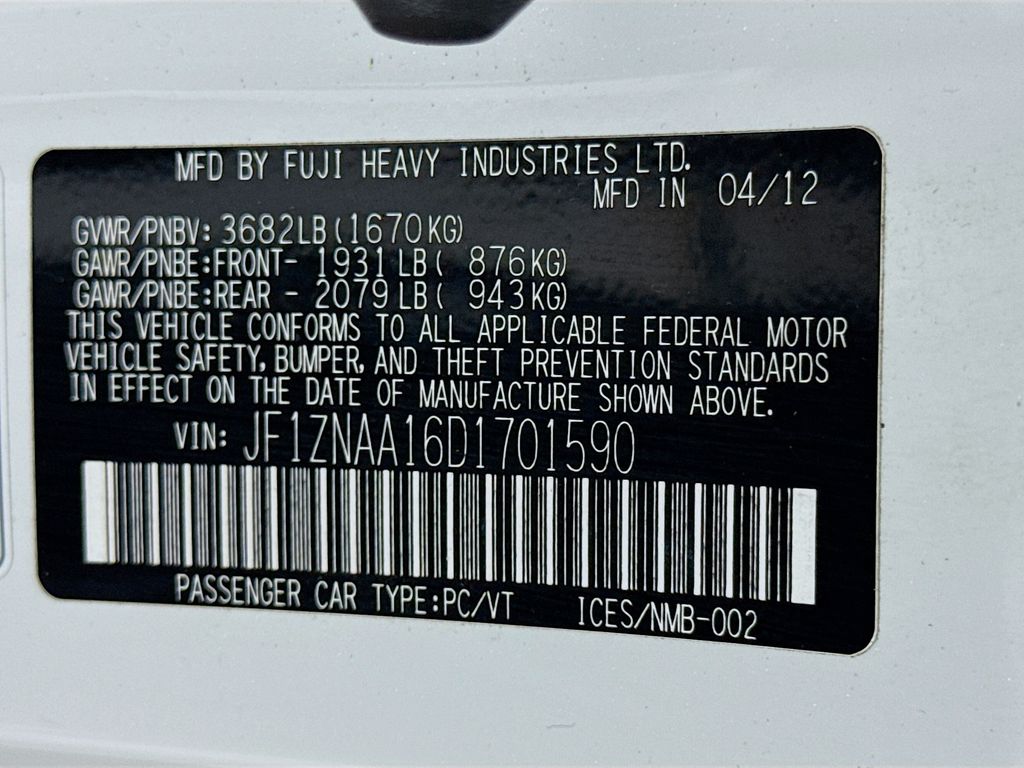 MFD BY FUJI HEAVY INDUSTRIES LTD.
MFD IN 04/12
GVWR/PNBV: 3682LB(1670KG)
GAWR/PNBE:FRONT- 1931LB( 876KG)
GAWR/PNBE:REAR - 2079LB( 943KG)
THIS VEHICLE CONFORMS TO ALL APPLICABLE FEDERAL MOTOR
VEHICLE SAFETY, BUMPER, AND THEFT PREVENTION STANDARDS
IN EFFECT ON THE DATE OF MANUFACTURE SHOWN ABOVE.
VIN: JF1ZNAA16D1701590
PASSENGER CAR TYPE:PC/VT ICES/NMB-002